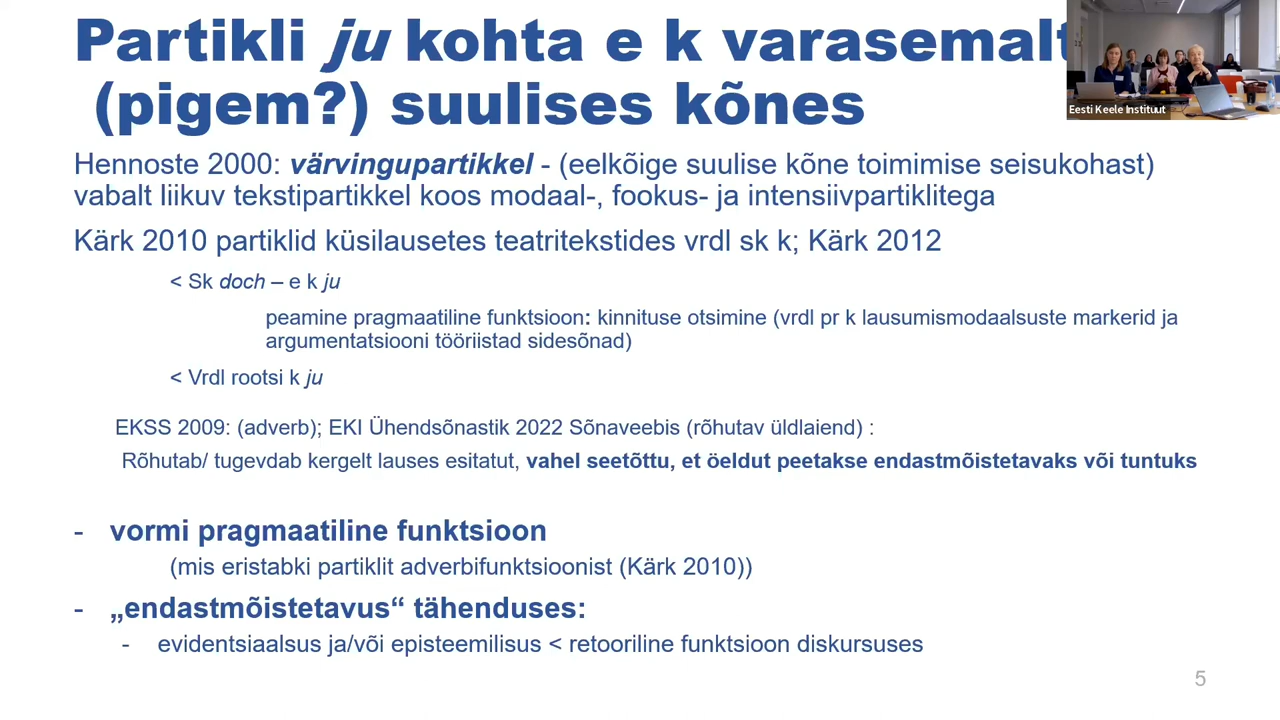 Partikli ju kohta e k varasemalt
(pigem?) suulises kõnes
Eesti Keele Instituut
Hennoste 2000: värvingupartikkel - (eelkõige suulise kõne toimimise seisukohast)
vabalt liikuv tekstipartikkel koos modaal-, fookus- ja intensiivpartiklitega
Kärk 2010 partiklid küsilausetes teatritekstides vrdl sk k; Kärk 2012
< Sk doch – e k ju
peamine pragmaatiline funktsioon: kinnituse otsimine (vrdl pr k lausumismodaalsuste markerid ja
argumentatsiooni tööriistad sidesõnad)
< Vrdl rootsi k ju
EKSS 2009: (adverb); EKI Ühendsõnastik 2022 Sõnaveebis (rõhutav üldlaiend) :
Rõhutab/ tugevdab kergelt lauses esitatut, vahel seetõttu, et öeldut peetakse endastmõistetavaks või tuntuks
- vormi pragmaatiline funktsioon
(mis eristabki partiklit adverbifunktsioonist (Kärk 2010))
- „endastmõistetavus“ tähenduses:
- evidentsiaalsus ja/või episteemilisus < retooriline funktsioon diskursuses
5